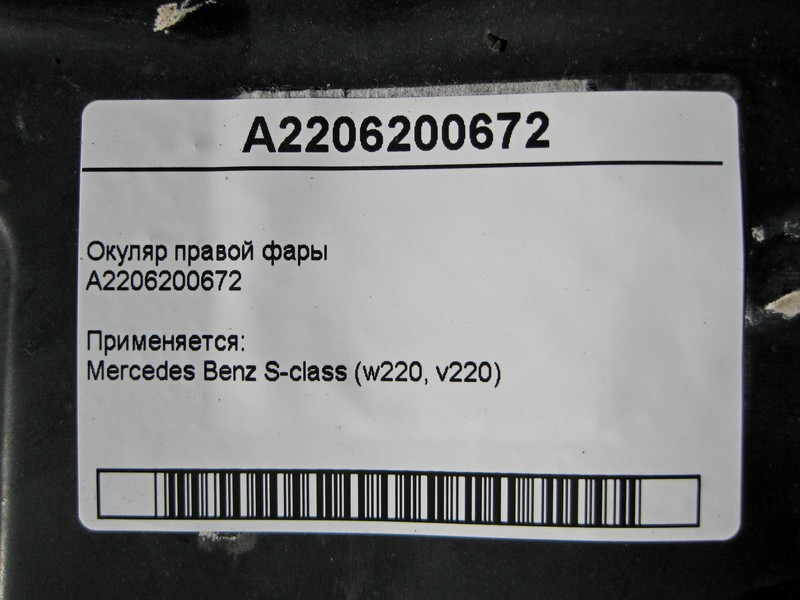 A2206200672
Окуляр правой фары
A2206200672
Применяется:
Mercedes Benz S-class (w220, v220)